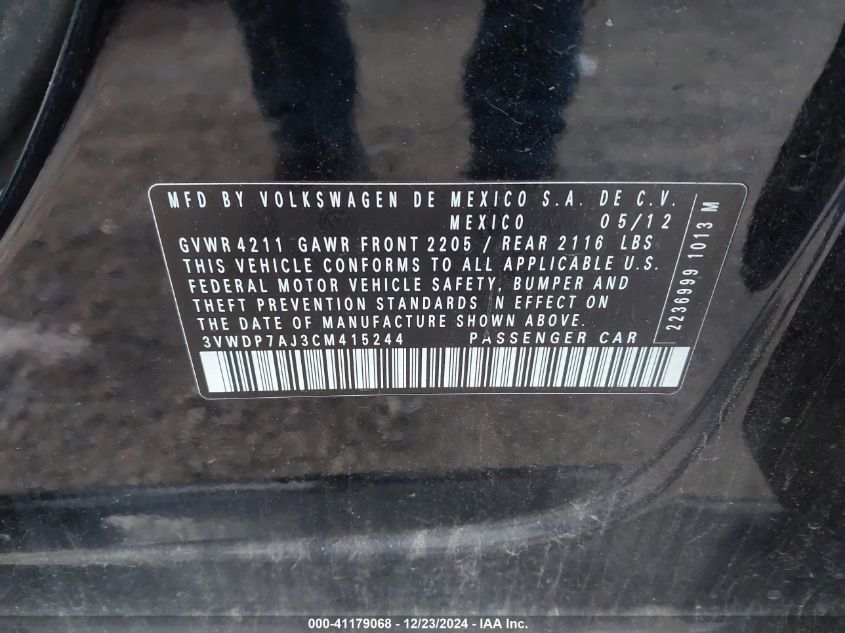 MFD BY VOLKSWAGEN DE MEXICO S.A. DE C.V.
MEXICO 05/12
GVWR 4211 GAWR FRONT 2205 / REAR 2116 LBS
THIS VEHICLE CONFORMS TO ALL APPLICABLE U.S.
FEDERAL MOTOR VEHICLE SAFETY, BUMPER AND
THEFT PREVENTION STANDARDS IN EFFECT ON
THE DATE OF MANUFACTURE SHOWN ABOVE.
3VWDP7AJ3CM415244 PASSENGER CAR
2236999 1013 M
000-41179068 - 12/23/2024 - IAA Inc.